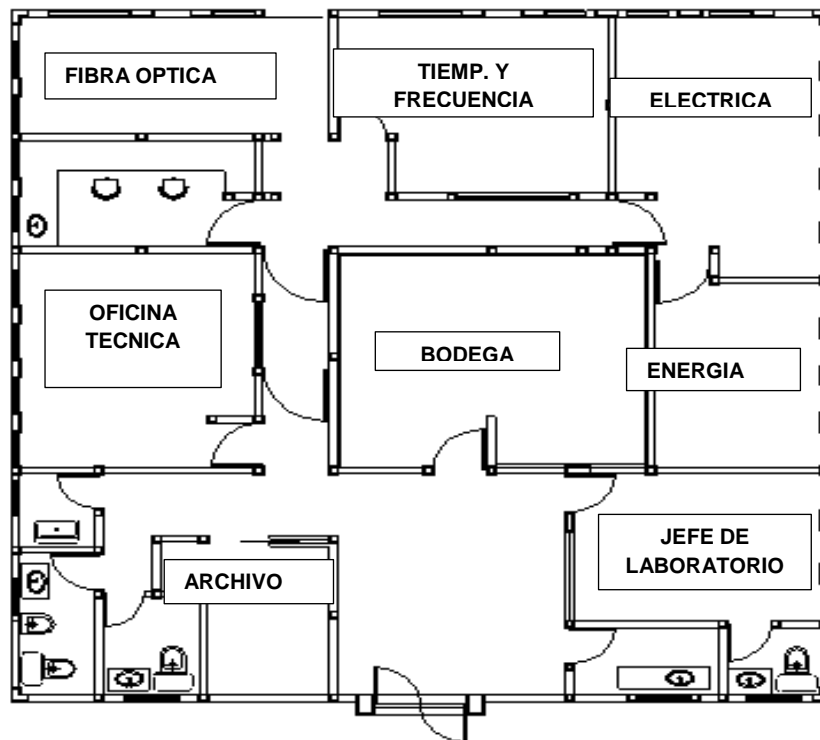 FIBRA OPTICA
TIEMP. Y
FRECUENCIA
ELECTRICA
OFICINA
TECNICA
BODEGA
ENERGIA
ARCHIVO
JEFE DE
LABORATORIO